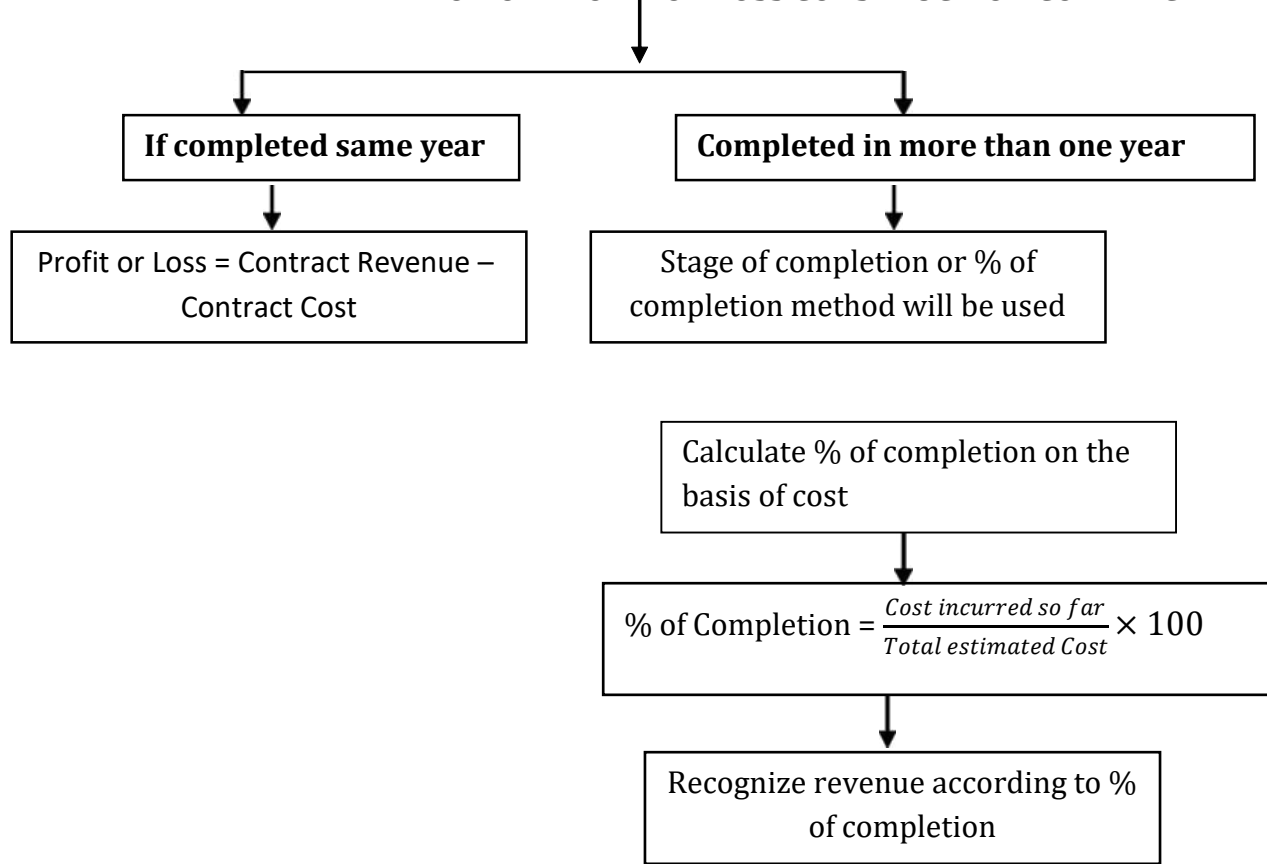 If completed same year
Completed in more than one year
Profit or Loss = Contract Revenue –
Contract Cost
Stage of completion or % of
completion method will be used
Calculate % of completion on the
basis of cost
% of Completion = Cost incurred so far / Total estimated Cost × 100
Recognize revenue according to %
of completion